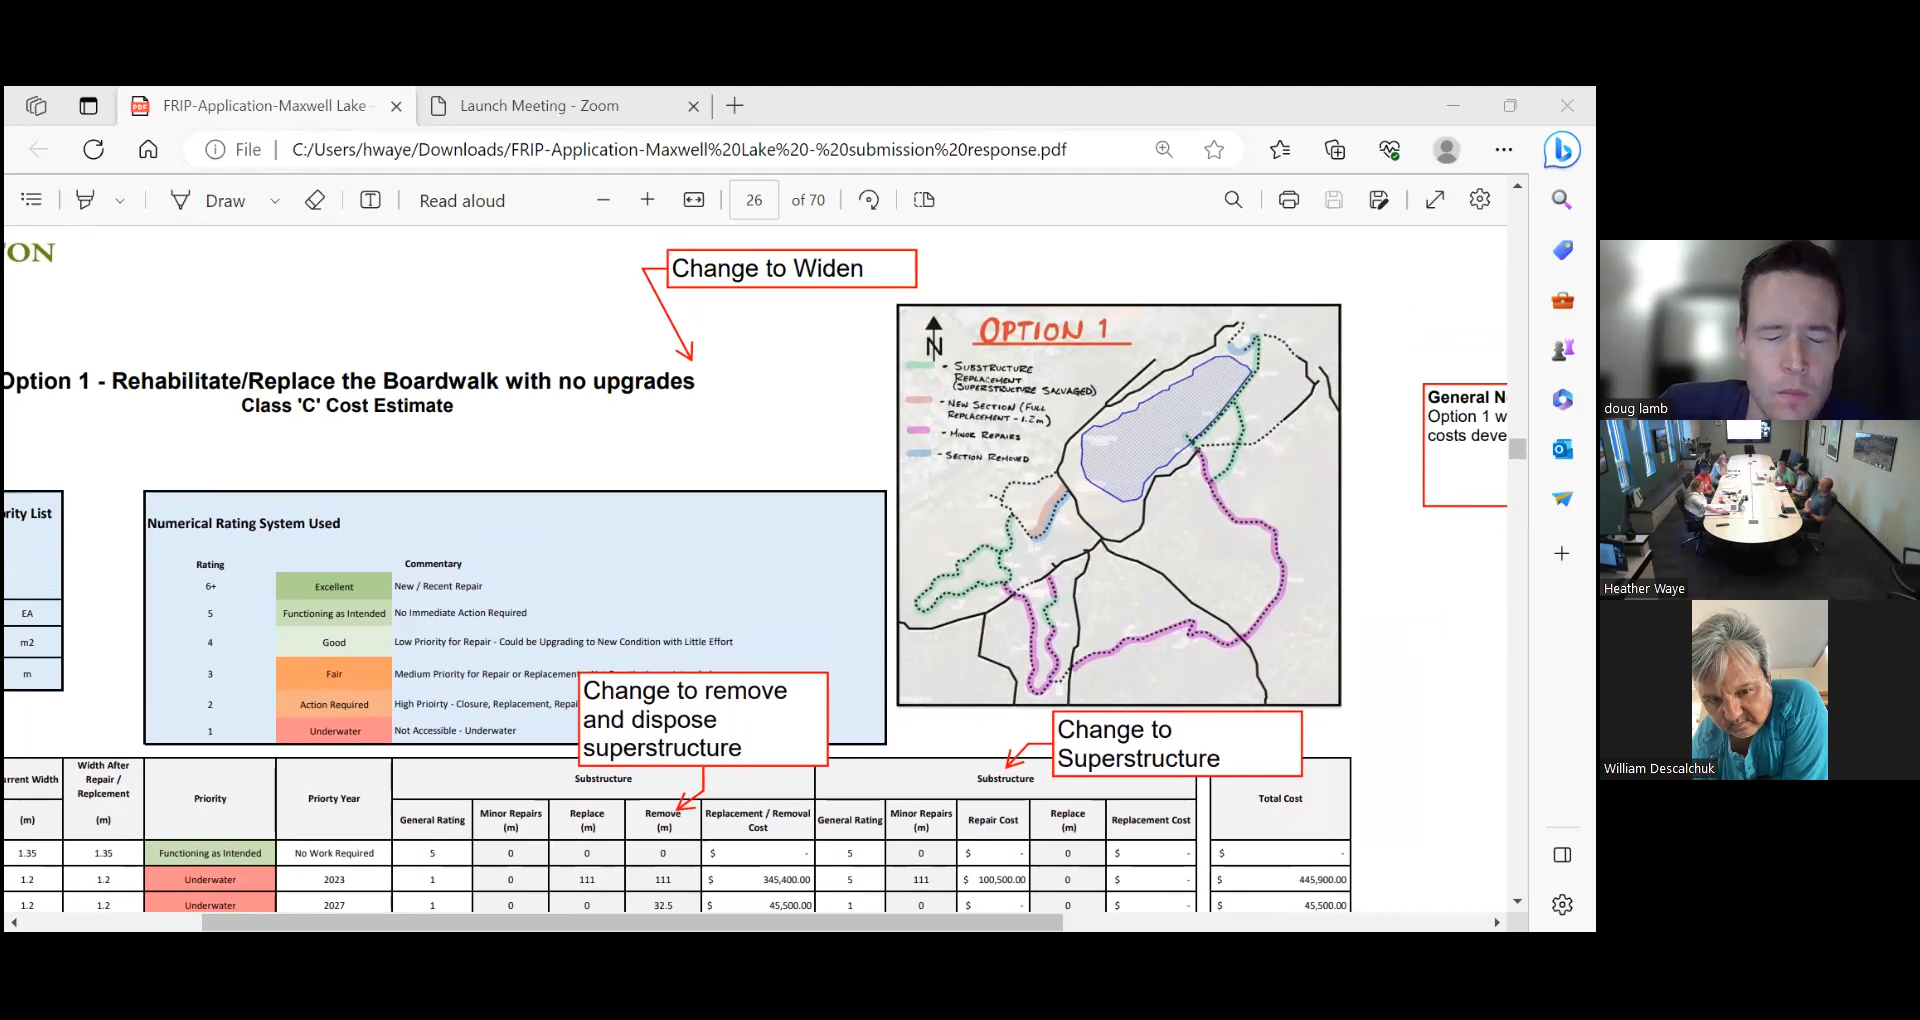 FRIP-Application-Maxwell Lake -
Launch Meeting - Zoom
File
C:/Users/hwaye/Downloads/FRIP-Application-Maxwell%20Lake%20-%20submission%20response.pdf
Draw
Read aloud
26
of 70
ON
Change to Widen
Option 1 - Rehabilitate/Replace the Boardwalk with no upgrades
Class 'C' Cost Estimate
OPTION 1
N
- SUBSTRUCTURE
REPLACEMENT
(SUPERSTRUCTURE SALVAGED)
- NEW SECTION (FULL
REPLACEMENT - 1.2m)
- MINOR REPAIRS
- SECTION REMOVED
General N
Option 1 w
costs deve
rity List
EA
m2
m
Numerical Rating System Used
Rating Commentary
6+ Excellent New / Recent Repair
5 Functioning as Intended No Immediate Action Required
4 Good Low Priority for Repair - Could be Upgrading to New Condition with Little Effort
3 Fair Medium Priority for Repair or Replacement
2 Action Required High Prioirty - Closure, Replacement, Repai
1 Underwater Not Accessible - Underwater
Change to remove
and dispose
superstructure
Change to
Superstructure
urrent Width
(m)
Width After
Repair /
Replcement
(m)
Priority
Priorty Year
Substructure
Substructure
Total Cost
General Rating
Minor Repairs
(m)
Replace
(m)
Remove
(m)
Replacement / Removal
Cost
General Rating
Minor Repairs
(m)
Repair Cost
Replace
(m)
Replacement Cost
1.35 1.35 Functioning as Intended No Work Required 5 0 0 0 $ - 5 0 $ - 0 $ - $ -
1.2 1.2 Underwater 2023 1 0 111 111 $ 345,400.00 5 111 $ 100,500.00 0 $ - $ 445,900.00
1.2 1.2 Underwater 2027 1 0 0 32.5 $ 45,500.00 1 0 $ - 0 $ - $ 45,500.00
doug lamb
Heather Waye
William Descalchuk